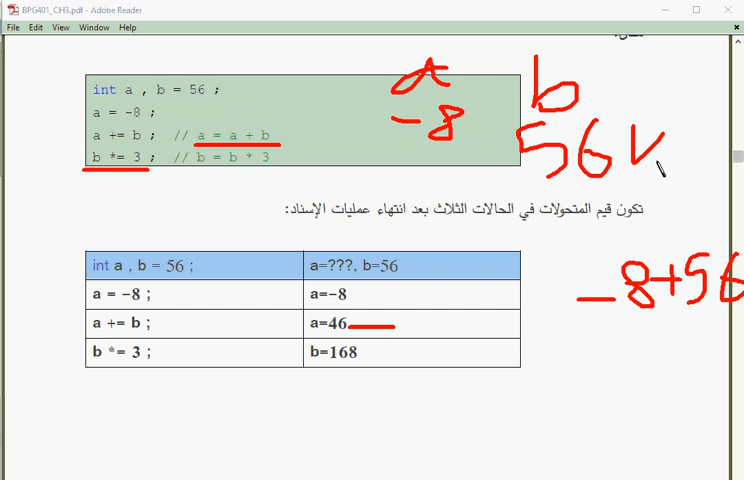 BPG401_CH3.pdf - Adobe Reader
File Edit View Window Help
int a , b = 56 ;
a = -8 ;
a += b ; // a = a + b
b *= 3 ; // b = b * 3
a
-8
b
56
تكون قيم المتحولات في الحالات الثلاث بعد انتهاء عمليات الإسناد:
int a , b = 56 ; a=???, b=56
a = -8 ; a=-8
a += b ; a=46
b *= 3 ; b=168
-8+56